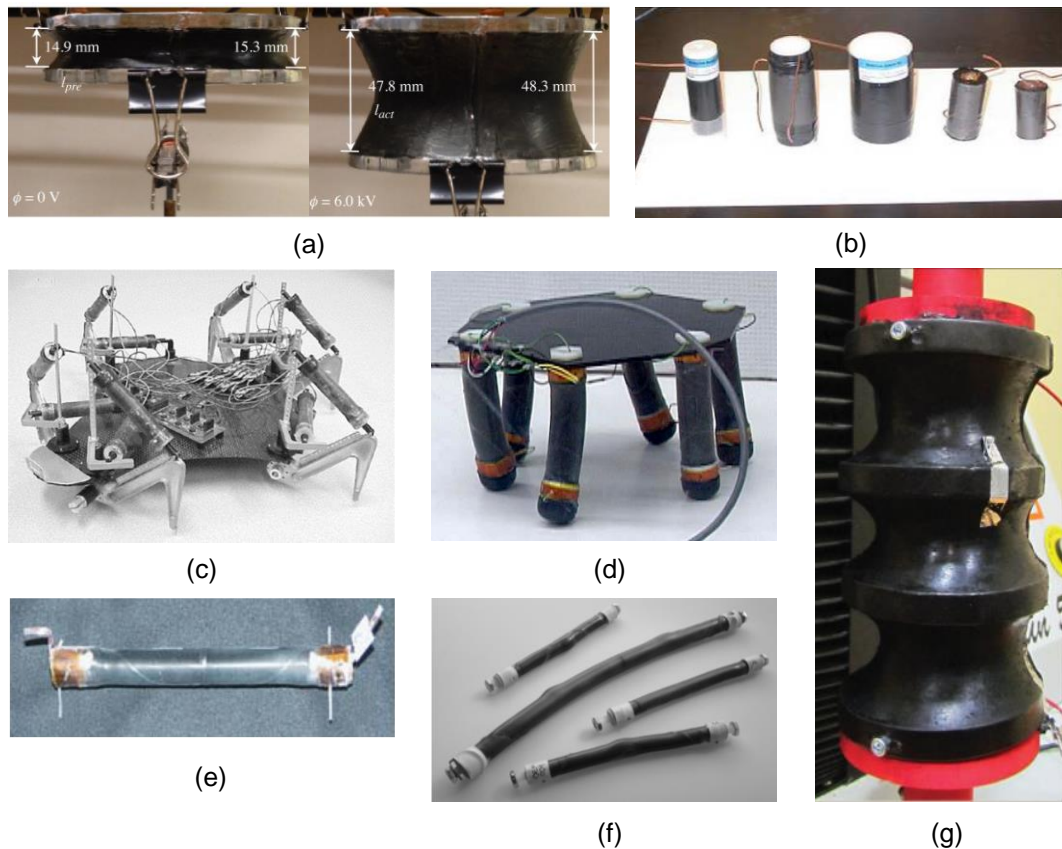 14.9 mm
15.3 mm
l_pre
ϕ = 0 V
47.8 mm
48.3 mm
l_act
ϕ = 6.0 kV
(a)
(b)
(c)
(d)
(e)
(f)
(g)